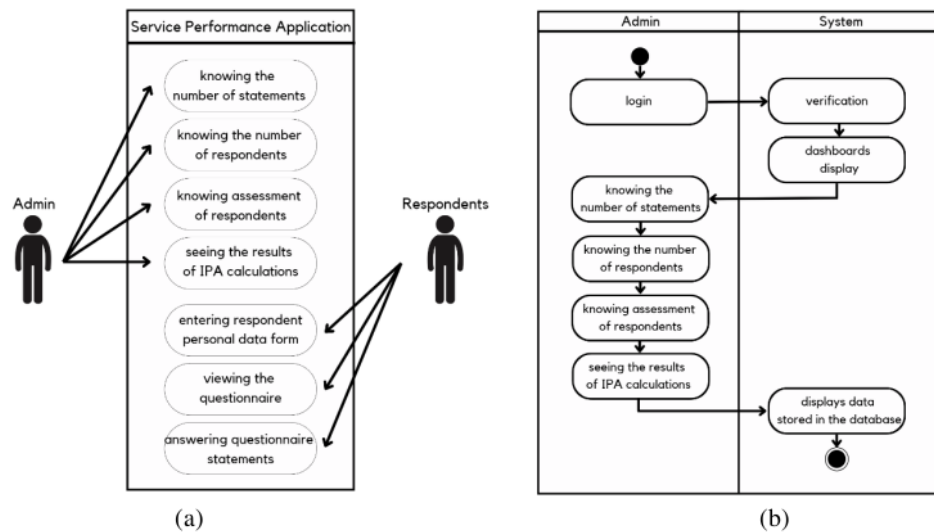 Service Performance Application
knowing the
number of statements
knowing the number
of respondents
knowing assessment
of respondents
seeing the results
of IPA calculations
entering respondent
personal data form
viewing the
questionnaire
answering questionnaire
statements
Admin
Respondents
(a)
Admin
System
login
verification
dashboards
display
knowing the
number of statements
knowing the number
of respondents
knowing assessment
of respondents
seeing the results
of IPA calculations
displays data
stored in the database
(b)